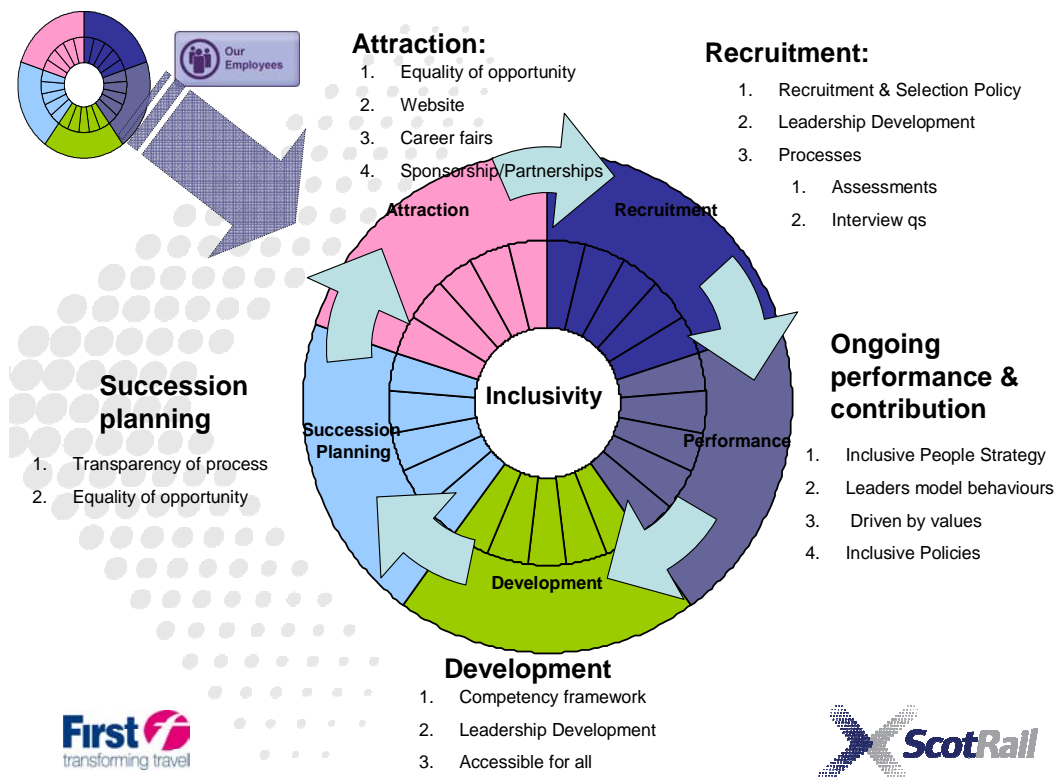 Our
Employees
Attraction:
1. Equality of opportunity
2. Website
3. Career fairs
4. Sponsorship/Partnerships
Recruitment:
1. Recruitment & Selection Policy
2. Leadership Development
3. Processes
1. Assessments
2. Interview qs
Attraction
Recruitment
Ongoing
performance &
contribution
1. Inclusive People Strategy
2. Leaders model behaviours
3. Driven by values
4. Inclusive Policies
Succession
planning
1. Transparency of process
2. Equality of opportunity
Inclusivity
Succession
Planning
Performance
Development
Development
1. Competency framework
2. Leadership Development
3. Accessible for all
First f
transforming travel
ScotRail